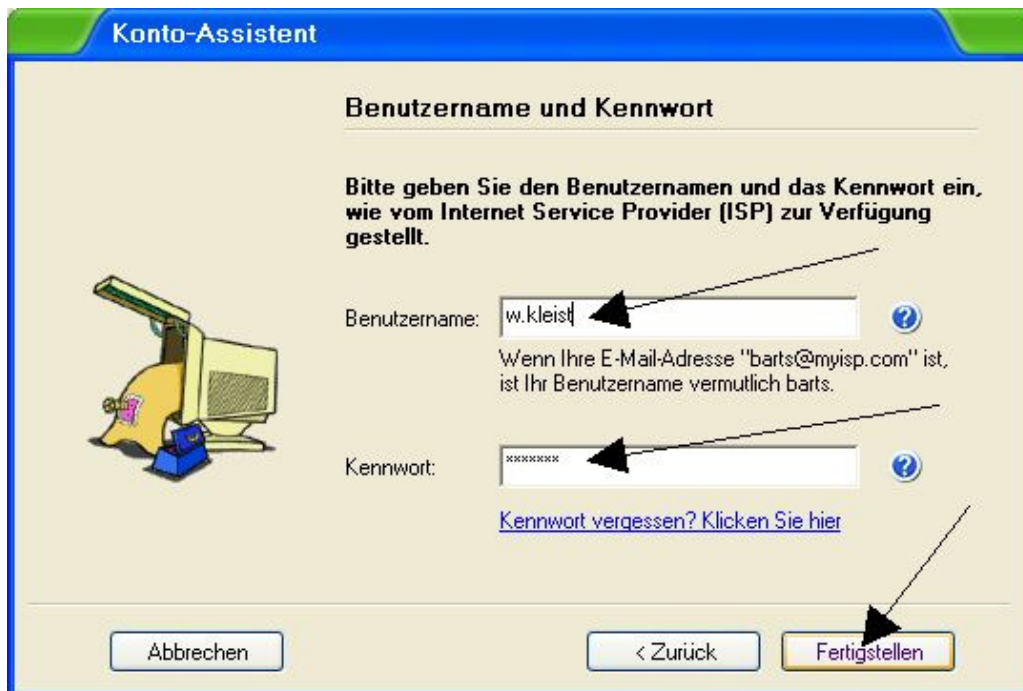 Konto-Assistent
Benutzername und Kennwort
Bitte geben Sie den Benutzernamen und das Kennwort ein,
wie vom Internet Service Provider (ISP) zur Verfügung
gestellt.
Benutzername: w.kleist
Wenn Ihre E-Mail-Adresse "barts@myisp.com" ist,
ist Ihr Benutzername vermutlich barts.
Kennwort: *******
Kennwort vergessen? Klicken Sie hier
Abbrechen < Zurück Fertigstellen